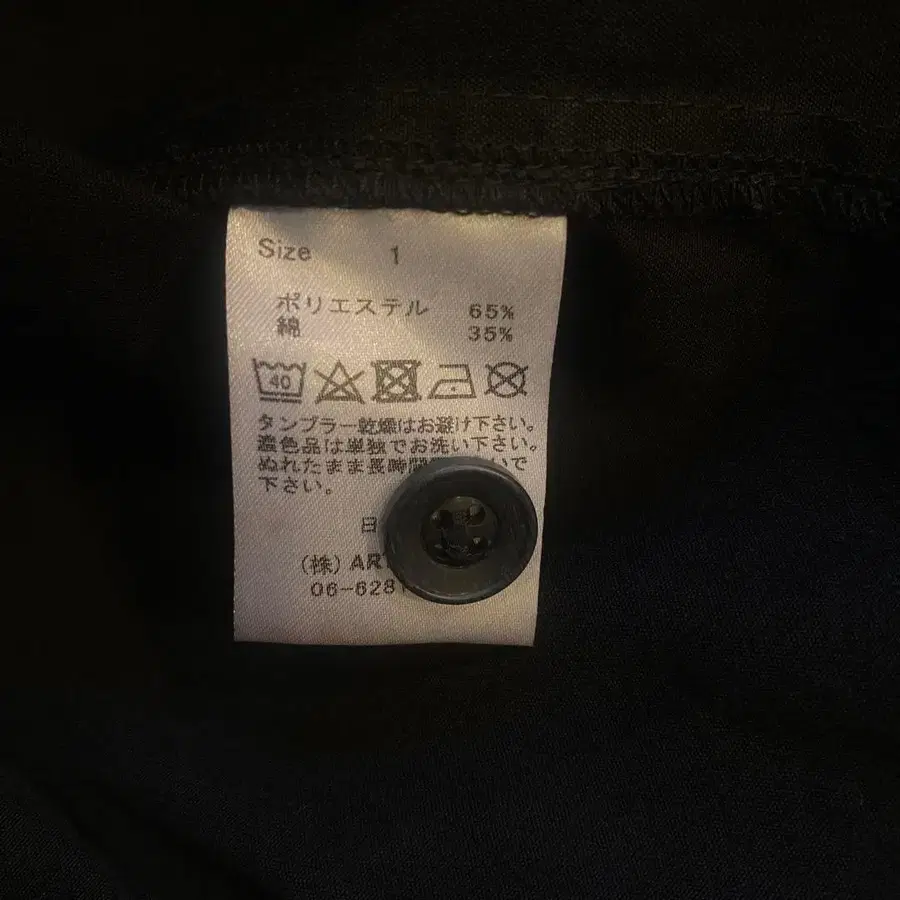 Size 1
ポリエステル 65%
綿 35%
40
タンブラー乾燥はお避け下さい。
濃色品は単独でお洗い下さい。
ぬれたまま長時間 いで
下さい。
日
(株) AR
06-628